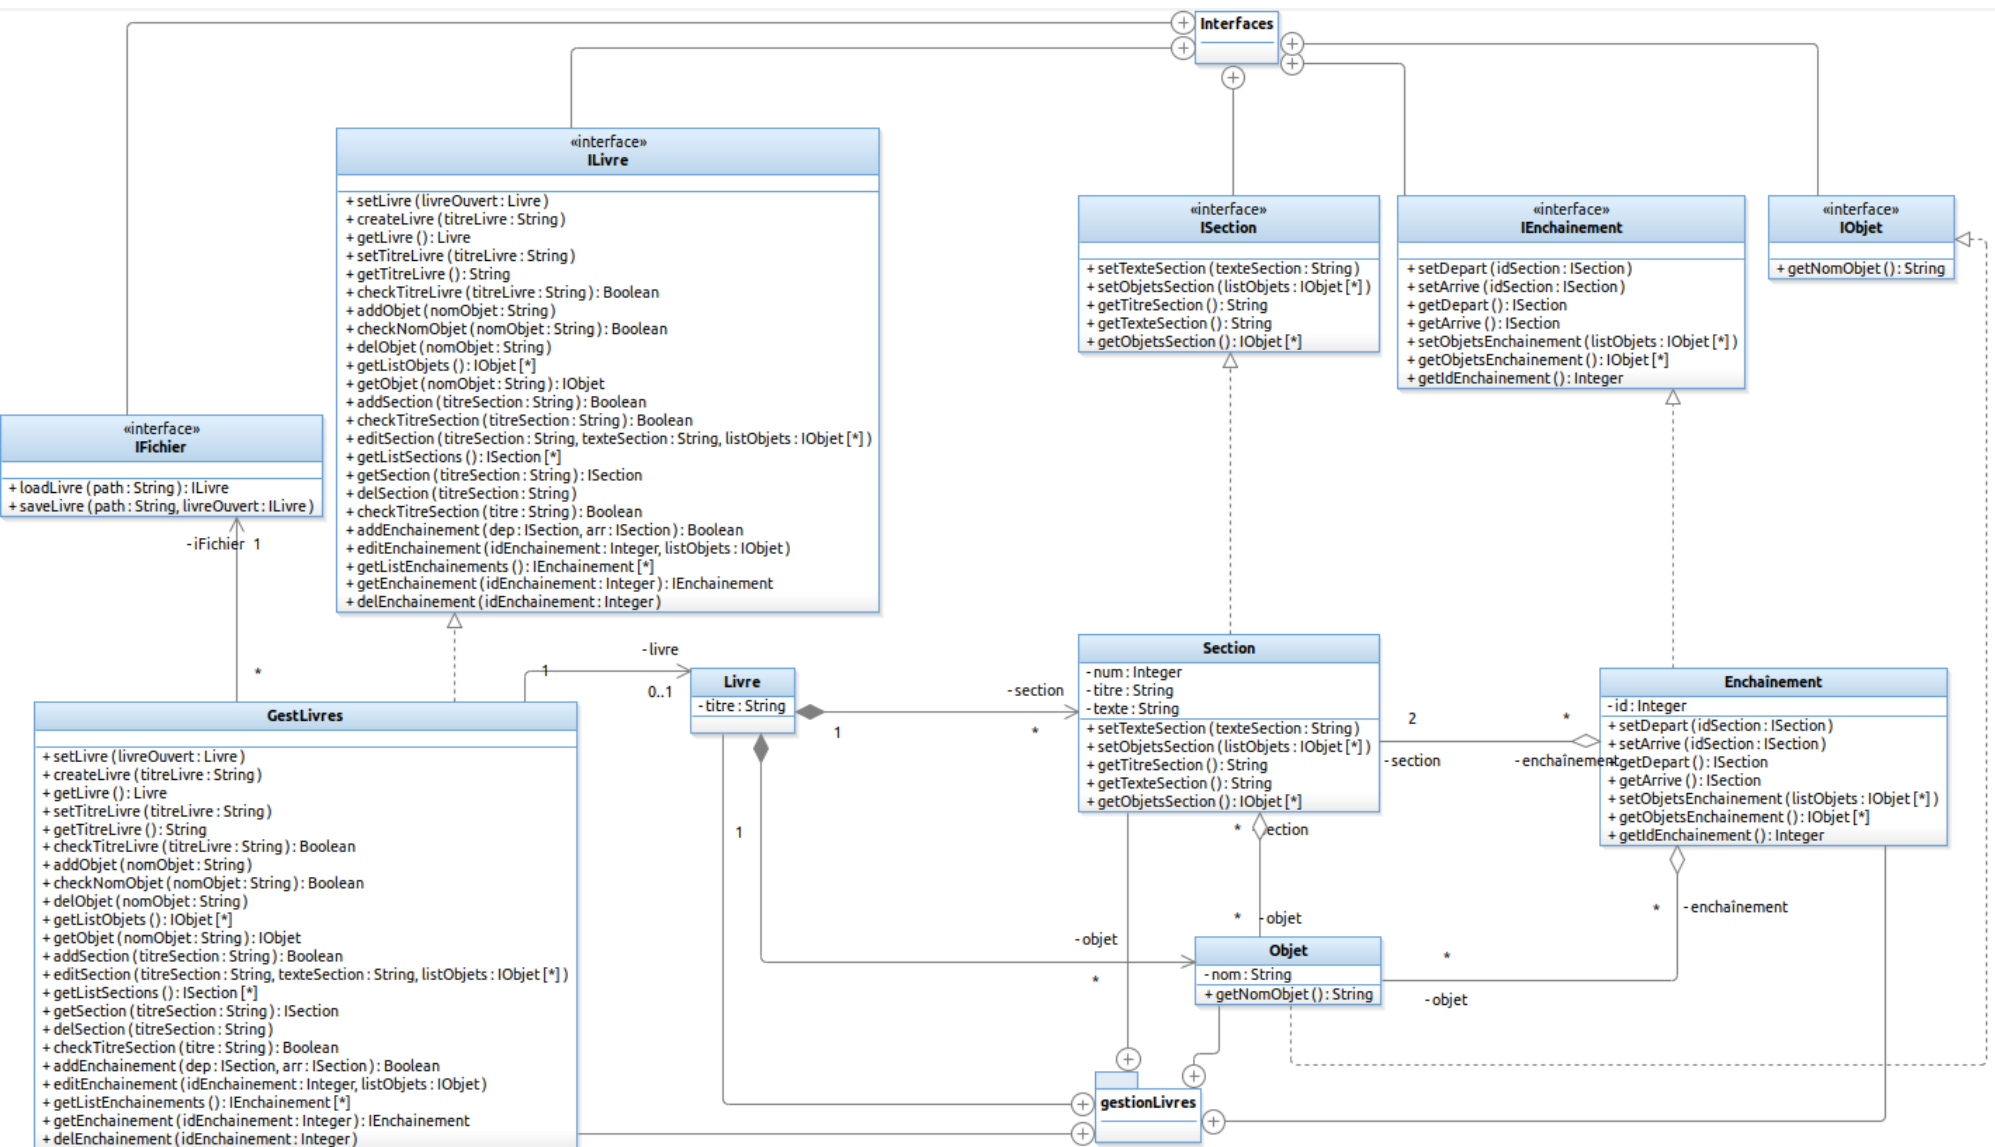 Interfaces
«interface»
ILivre
+ setLivre (livreOuvert : Livre)
+ createLivre (titreLivre : String)
+ getLivre () : Livre
+ setTitreLivre (titreLivre : String)
+ getTitreLivre () : String
+ checkTitreLivre (titreLivre : String) : Boolean
+ addObjet (nomObjet : String)
+ checkNomObjet (nomObjet : String) : Boolean
+ delObjet (nomObjet : String)
+ getListObjets () : IObjet [*]
+ getObjet (nomObjet : String) : IObjet
+ addSection (titreSection : String) : Boolean
+ checkTitreSection (titreSection : String) : Boolean
+ editSection (titreSection : String, texteSection : String, listObjets : IObjet [*] )
+ getListSections () : ISection [*]
+ getSection (titreSection : String) : ISection
+ delSection (titreSection : String)
+ checkTitreSection (titre : String) : Boolean
+ addEnchainement (dep : ISection, arr : ISection) : Boolean
+ editEnchainement (idEnchainement : Integer, listObjets : IObjet)
+ getListEnchainements () : IEnchainement [*]
+ getEnchainement (idEnchainement : Integer) : IEnchainement
+ delEnchainement (idEnchainement : Integer)
«interface»
ISection
+ setTexteSection (texteSection : String)
+ setObjetsSection (listObjets : IObjet [*] )
+ getTitreSection () : String
+ getTexteSection () : String
+ getObjetsSection () : IObjet [*]
«interface»
IEnchainement
+ setDepart (idSection : ISection)
+ setArrive (idSection : ISection)
+ getDepart () : ISection
+ getArrive () : ISection
+ setObjetsEnchainement (listObjets : IObjet [*] )
+ getObjetsEnchainement () : IObjet [*]
+ getIdEnchainement () : Integer
«interface»
IObjet
+ getNomObjet () : String
«interface»
IFichier
+ loadLivre (path : String) : ILivre
+ saveLivre (path : String, livreOuvert : ILivre)
- iFichier 1
*
GestLivres
+ setLivre (livreOuvert : Livre)
+ createLivre (titreLivre : String)
+ getLivre () : Livre
+ setTitreLivre (titreLivre : String)
+ getTitreLivre () : String
+ checkTitreLivre (titreLivre : String) : Boolean
+ addObjet (nomObjet : String)
+ checkNomObjet (nomObjet : String) : Boolean
+ delObjet (nomObjet : String)
+ getListObjets () : IObjet [*]
+ getObjet (nomObjet : String) : IObjet
+ addSection (titreSection : String) : Boolean
+ editSection (titreSection : String, texteSection : String, listObjets : IObjet [*] )
+ getListSections () : ISection [*]
+ getSection (titreSection : String) : ISection
+ delSection (titreSection : String)
+ checkTitreSection (titre : String) : Boolean
+ addEnchainement (dep : ISection, arr : ISection) : Boolean
+ editEnchainement (idEnchainement : Integer, listObjets : IObjet)
+ getListEnchainements () : IEnchainement [*]
+ getEnchainement (idEnchainement : Integer) : IEnchainement
+ delEnchainement (idEnchainement : Integer)
1
- livre
0..1
Livre
- titre : String
1
- section
*
1
- objet
*
Section
- num : Integer
- titre : String
- texte : String
+ setTexteSection (texteSection : String)
+ setObjetsSection (listObjets : IObjet [*] )
+ getTitreSection () : String
+ getTexteSection () : String
+ getObjetsSection () : IObjet [*]
2
- section
*
- enchaînement
Enchaînement
- id : Integer
+ setDepart (idSection : ISection)
+ setArrive (idSection : ISection)
+ getDepart () : ISection
+ getArrive () : ISection
+ setObjetsEnchainement (listObjets : IObjet [*] )
+ getObjetsEnchainement () : IObjet [*]
+ getIdEnchainement () : Integer
*
* - objet
Objet
- nom : String
+ getNomObjet () : String
* - enchaînement
*
- objet
gestionLivres